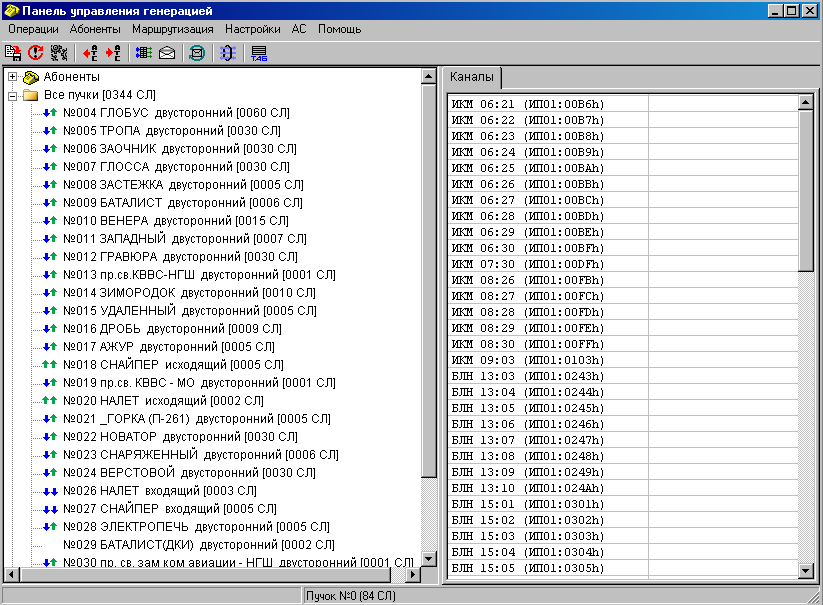 Панель управления генерацией
Операции Абоненты Маршрутизация Настройки АС Помощь
ТАБ
Абоненты
Все пучки [0344 СЛ]
№004 ГЛОБУС двусторонний [0060 СЛ]
№005 ТРОПА двусторонний [0030 СЛ]
№006 ЗАОЧНИК двусторонний [0030 СЛ]
№007 ГЛОССА двусторонний [0030 СЛ]
№008 ЗАСТЕЖКА двусторонний [0005 СЛ]
№009 БАТАЛИСТ двусторонний [0006 СЛ]
№010 ВЕНЕРА двусторонний [0015 СЛ]
№011 ЗАПАДНЫЙ двусторонний [0007 СЛ]
№012 ГРАВЮРА двусторонний [0030 СЛ]
№013 пр.св.КВВС-НГШ двусторонний [0001 СЛ]
№014 ЗИМОРОДОК двусторонний [0010 СЛ]
№015 УДАЛЕННЫЙ двусторонний [0005 СЛ]
№016 ДРОБЬ двусторонний [0009 СЛ]
№017 АЖУР двусторонний [0005 СЛ]
№018 СНАЙПЕР исходящий [0005 СЛ]
№019 пр.св. КВВС - МО двусторонний [0001 СЛ]
№020 НАЛЕТ исходящий [0002 СЛ]
№021 _ГОРКА (П-261) двусторонний [0005 СЛ]
№022 НОВАТОР двусторонний [0030 СЛ]
№023 СНАРЯЖЕННЫЙ двусторонний [0006 СЛ]
№024 ВЕРСТОВОЙ двусторонний [0030 СЛ]
№026 НАЛЕТ входящий [0003 СЛ]
№027 СНАЙПЕР входящий [0005 СЛ]
№028 ЭЛЕКТРОПЕЧЬ двусторонний [0005 СЛ]
№029 БАТАЛИСТ(ДКИ) двусторонний [0002 СЛ]
№030 пр. св. зам ком авиации - НГШ двусторонний [0001 СЛ]
Каналы
ИКМ 06:21 (ИП01:00B6h)
ИКМ 06:22 (ИП01:00B7h)
ИКМ 06:23 (ИП01:00B8h)
ИКМ 06:24 (ИП01:00B9h)
ИКМ 06:25 (ИП01:00BAh)
ИКМ 06:26 (ИП01:00BBh)
ИКМ 06:27 (ИП01:00BCh)
ИКМ 06:28 (ИП01:00BDh)
ИКМ 06:29 (ИП01:00BEh)
ИКМ 06:30 (ИП01:00BFh)
ИКМ 07:30 (ИП01:00DFh)
ИКМ 08:26 (ИП01:00FBh)
ИКМ 08:27 (ИП01:00FCh)
ИКМ 08:28 (ИП01:00FDh)
ИКМ 08:29 (ИП01:00FEh)
ИКМ 08:30 (ИП01:00FFh)
ИКМ 09:03 (ИП01:0103h)
БЛН 13:03 (ИП01:0243h)
БЛН 13:04 (ИП01:0244h)
БЛН 13:05 (ИП01:0245h)
БЛН 13:06 (ИП01:0246h)
БЛН 13:07 (ИП01:0247h)
БЛН 13:08 (ИП01:0248h)
БЛН 13:09 (ИП01:0249h)
БЛН 13:10 (ИП01:024Ah)
БЛН 15:01 (ИП01:0301h)
БЛН 15:02 (ИП01:0302h)
БЛН 15:03 (ИП01:0303h)
БЛН 15:04 (ИП01:0304h)
БЛН 15:05 (ИП01:0305h)
Пучок №0 (84 СЛ)